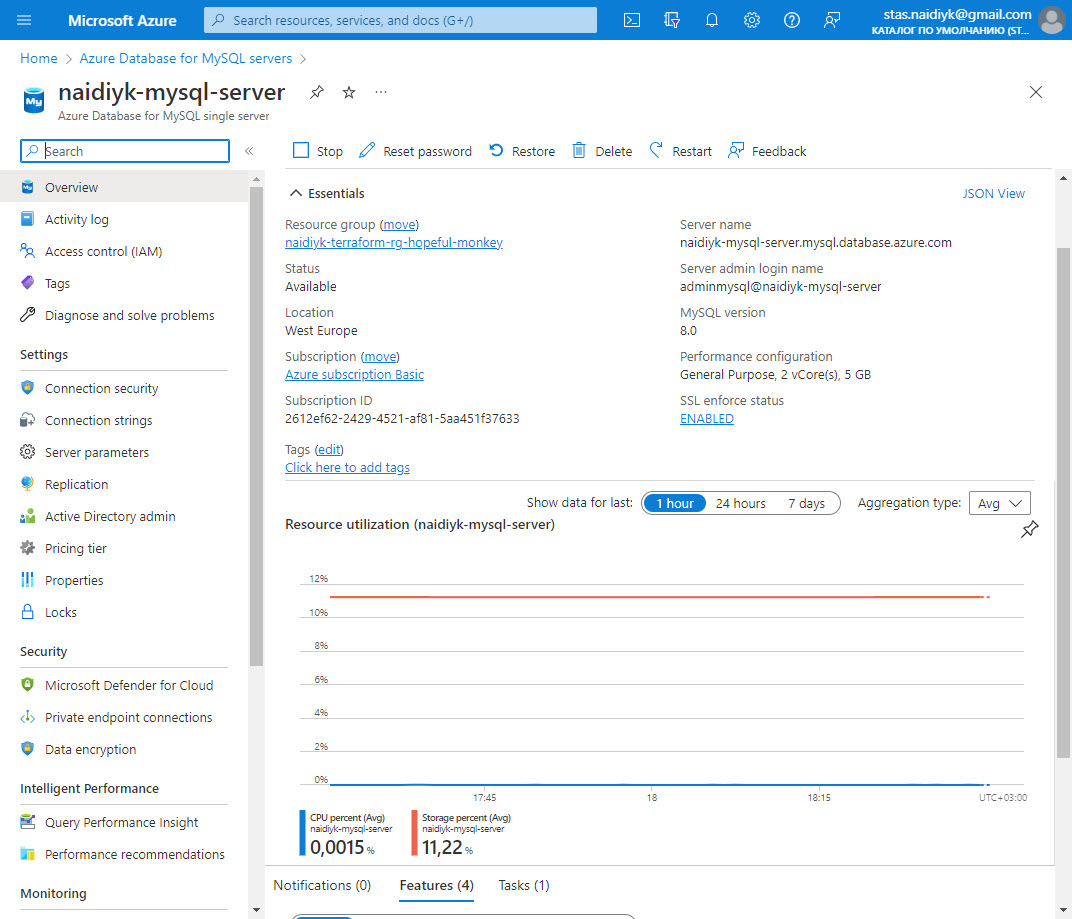 Microsoft Azure
Search resources, services, and docs (G+/)
stas.naidiyk@gmail.com
КАТАЛОГ ПО УМОЛЧАНИЮ (ST...
Home > Azure Database for MySQL servers >
My
naidiyk-mysql-server
Azure Database for MySQL single server
Search
«
Stop
Reset password
Restore
Delete
Restart
Feedback
Overview
Activity log
Access control (IAM)
Tags
Diagnose and solve problems
Settings
Connection security
Connection strings
Server parameters
Replication
Active Directory admin
Pricing tier
Properties
Locks
Security
Microsoft Defender for Cloud
Private endpoint connections
Data encryption
Intelligent Performance
Query Performance Insight
Performance recommendations
Monitoring
Essentials
JSON View
Resource group (move)
naidiyk-terraform-rg-hopeful-monkey
Status
Available
Location
West Europe
Subscription (move)
Azure subscription Basic
Subscription ID
2612ef62-2429-4521-af81-5aa451f37633
Tags (edit)
Click here to add tags
Server name
naidiyk-mysql-server.mysql.database.azure.com
Server admin login name
adminmysql@naidiyk-mysql-server
MySQL version
8.0
Performance configuration
General Purpose, 2 vCore(s), 5 GB
SSL enforce status
ENABLED
Show data for last:
1 hour
24 hours
7 days
Aggregation type:
Avg
Resource utilization (naidiyk-mysql-server)
12%
10%
8%
6%
4%
2%
0%
17:45
18
18:15
UTC+03:00
CPU percent (Avg)
naidiyk-mysql-server
0,0015 %
Storage percent (Avg)
naidiyk-mysql-server
11,22 %
Notifications (0)
Features (4)
Tasks (1)